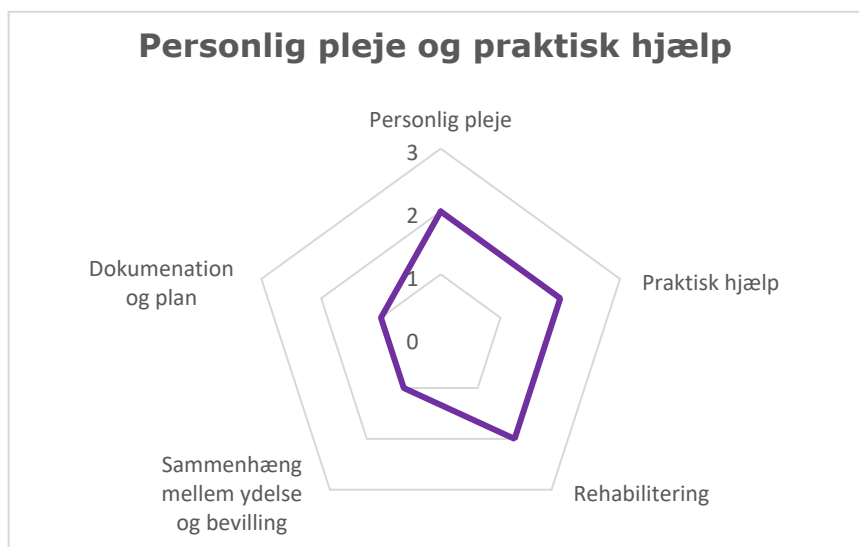 Personlig pleje og praktisk hjælp
Personlig pleje
3
2
1
0
Praktisk hjælp
Rehabilitering
Sammenhæng
mellem ydelse
og bevilling
Dokumenation
og plan